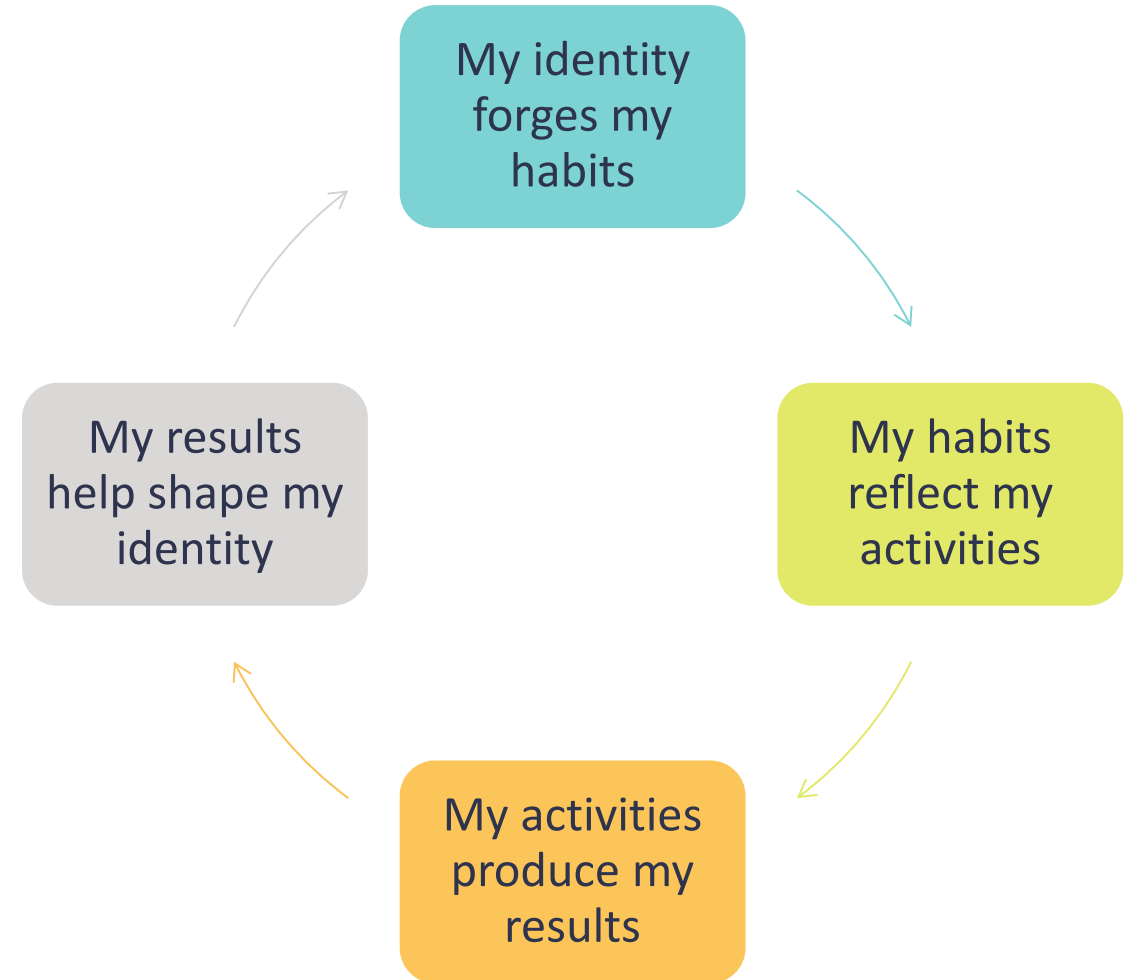 My identity
forges my
habits
My habits
reflect my
activities
My activities
produce my
results
My results
help shape my
identity